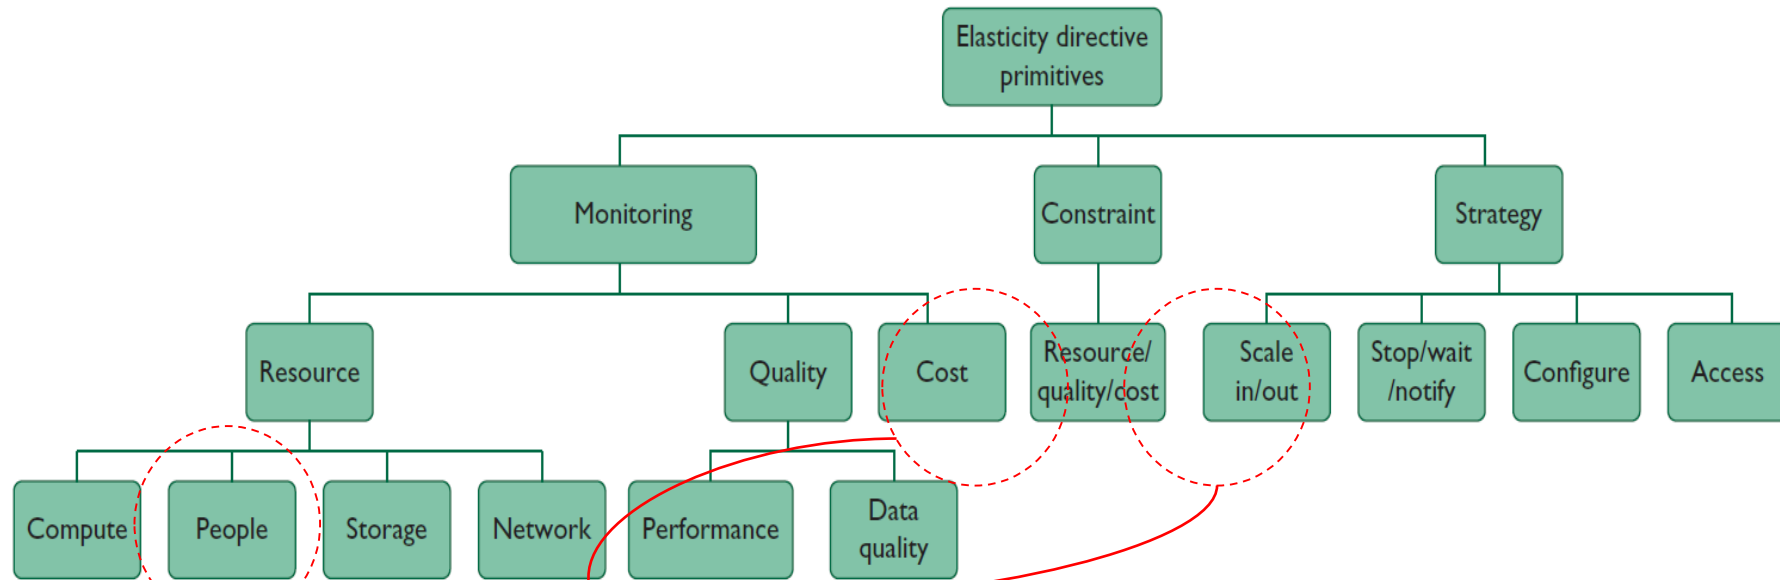 Elasticity directive
primitives
Monitoring
Constraint
Strategy
Resource
Quality
Cost
Resource/
quality/cost
Scale
in/out
Stop/wait
/notify
Configure
Access
Compute
People
Storage
Network
Performance
Data
quality